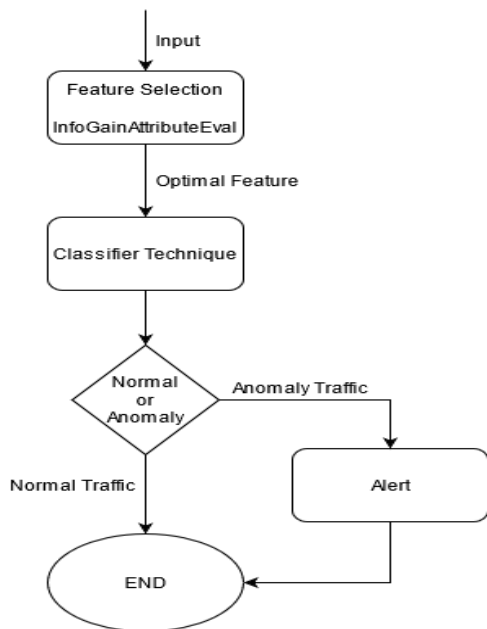 Input
Feature Selection
InfoGainAttributeEval
Optimal Feature
Classifier Technique
Normal
or
Anomaly
Anomaly Traffic
Normal Traffic
Alert
END